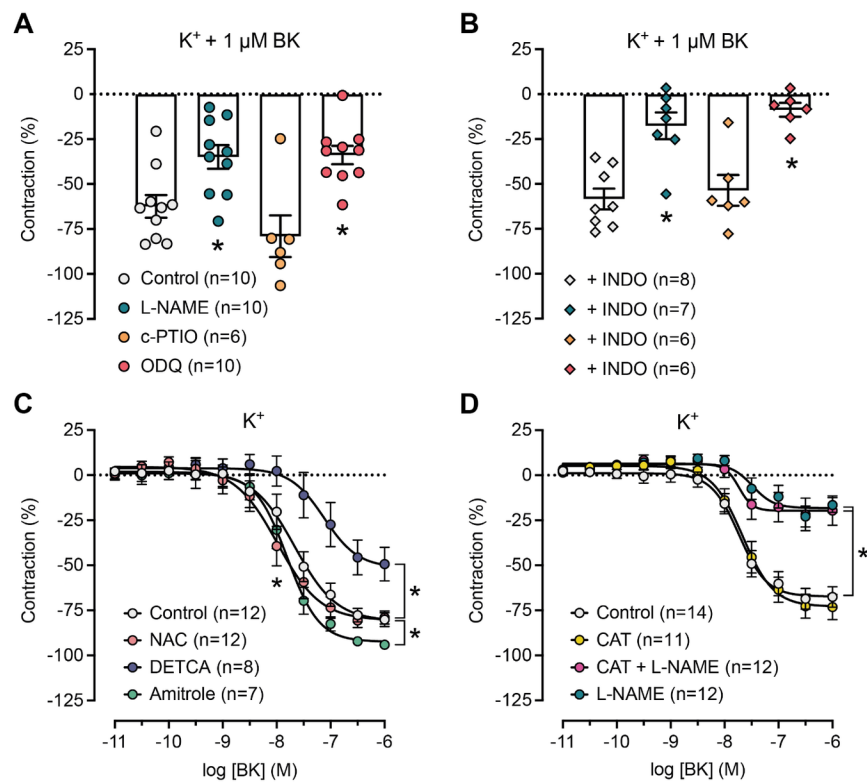 A
K⁺ + 1 µM BK
25
0
-25
-50
-75
-100
-125
Contraction (%)
*
*
Control (n=10)
L-NAME (n=10)
c-PTIO (n=6)
ODQ (n=10)
B
K⁺ + 1 µM BK
25
0
-25
-50
-75
-100
-125
Contraction (%)
*
*
+ INDO (n=8)
+ INDO (n=7)
+ INDO (n=6)
+ INDO (n=6)
C
K⁺
25
0
-25
-50
-75
-100
-125
Contraction (%)
*
*
*
Control (n=12)
NAC (n=12)
DETCA (n=8)
Amitrole (n=7)
-11 -10 -9 -8 -7 -6
log [BK] (M)
D
K⁺
25
0
-25
-50
-75
-100
-125
Contraction (%)
*
Control (n=14)
CAT (n=11)
CAT + L-NAME (n=12)
L-NAME (n=12)
-11 -10 -9 -8 -7 -6
log [BK] (M)